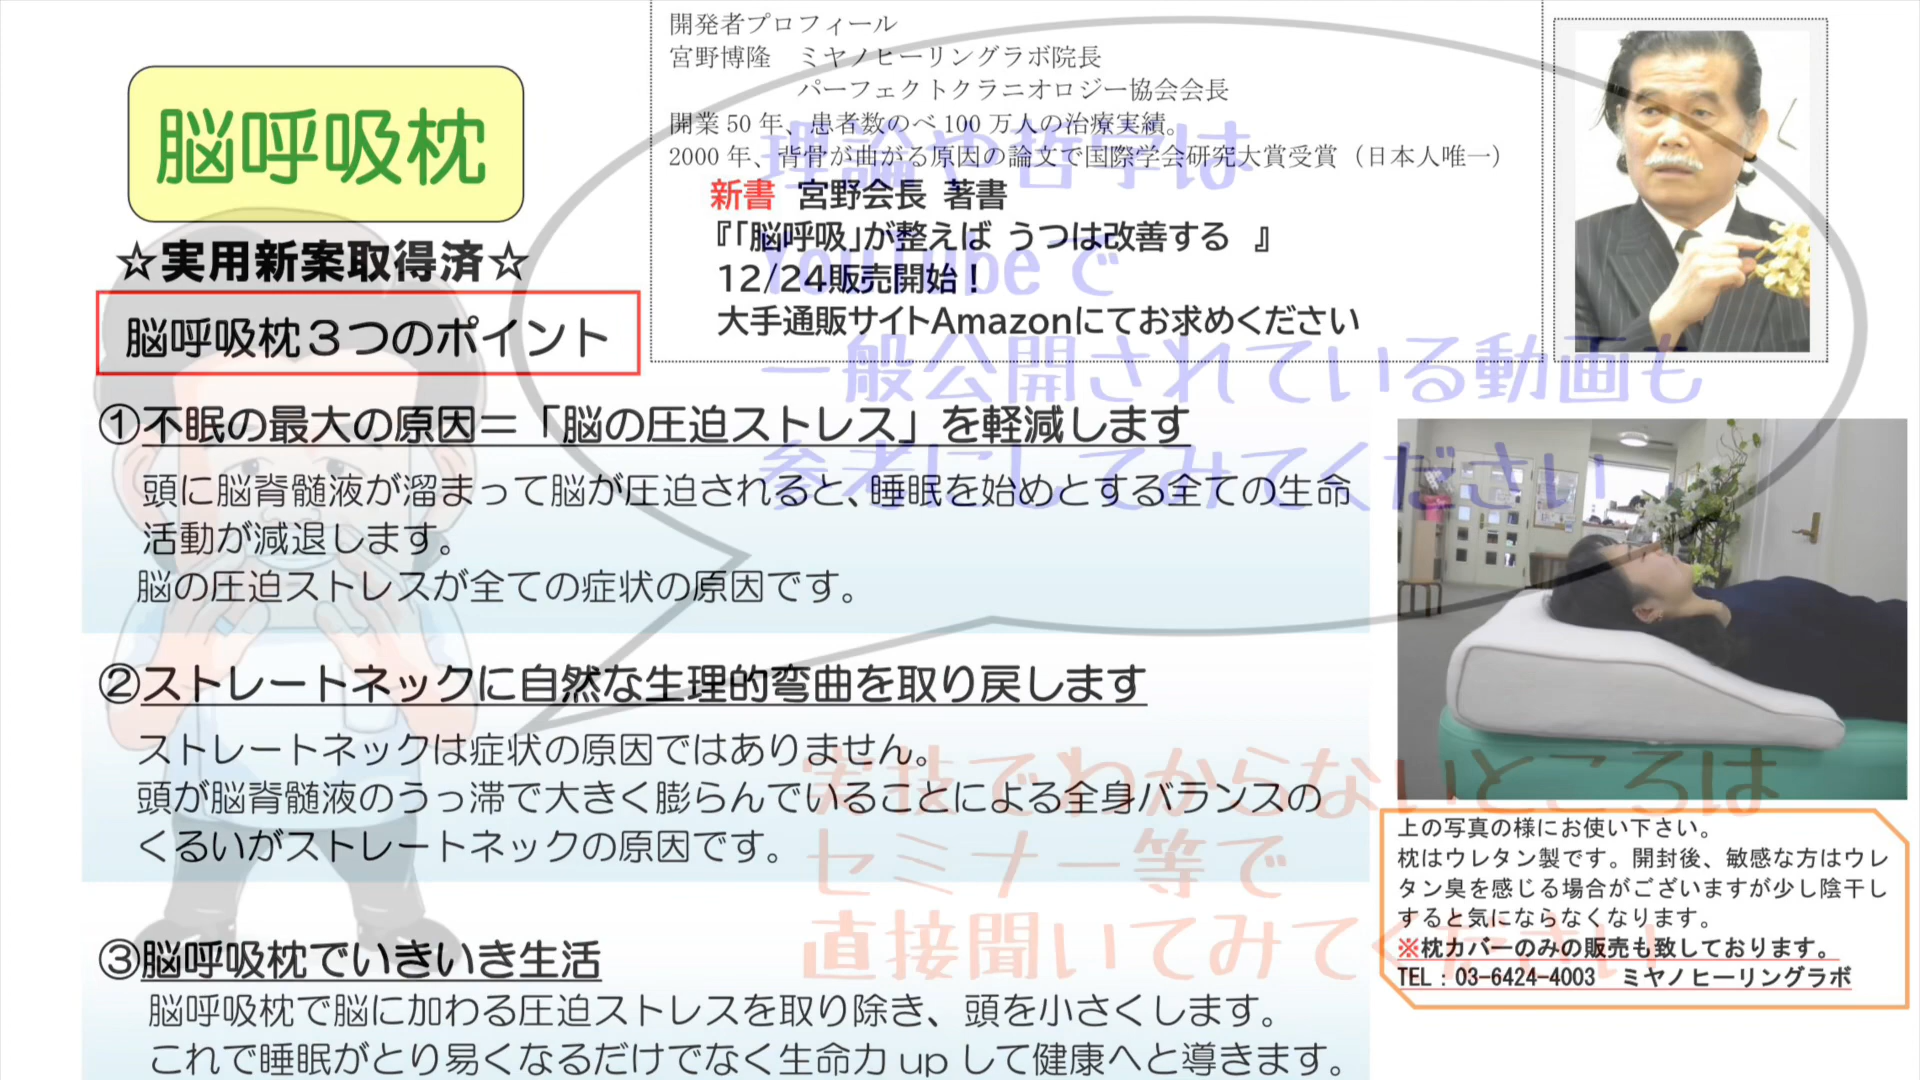 脳呼吸枕
☆実用新案取得済☆
脳呼吸枕３つのポイント
開発者プロフィール
宮野博隆　ミヤノヒーリングラボ院長
パーフェクトクラニオロジー協会会長
開業 50 年、患者数のべ 100 万人の治療実績。
2000 年、背骨が曲がる原因の論文で国際学会研究大賞受賞（日本人唯一）
新書 宮野会長 著書
『「脳呼吸」が整えば うつは改善する 』
12/24販売開始！
大手通販サイトAmazonにてお求めください
理論や哲学は
YouTubeで
一般公開されている動画も
参考にしてみてください
①不眠の最大の原因＝「脳の圧迫ストレス」を軽減します
頭に脳脊髄液が溜まって脳が圧迫されると、睡眠を始めとする全ての生命
活動が減退します。
脳の圧迫ストレスが全ての症状の原因です。
②ストレートネックに自然な生理的弯曲を取り戻します
ストレートネックは症状の原因ではありません。
頭が脳脊髄液のうっ滞で大きく膨らんでいることによる全身バランスの
くるいがストレートネックの原因です。
③脳呼吸枕でいきいき生活
脳呼吸枕で脳に加わる圧迫ストレスを取り除き、頭を小さくします。
これで睡眠がとり易くなるだけでなく生命力 up して健康へと導きます。
実技でわからないところは
セミナー等で
直接聞いてみてください
上の写真の様にお使い下さい。
枕はウレタン製です。開封後、敏感な方はウレ
タン臭を感じる場合がございますが少し陰干し
すると気にならなくなります。
※枕カバーのみの販売も致しております。
TEL：03-6424-4003　ミヤノヒーリングラボ